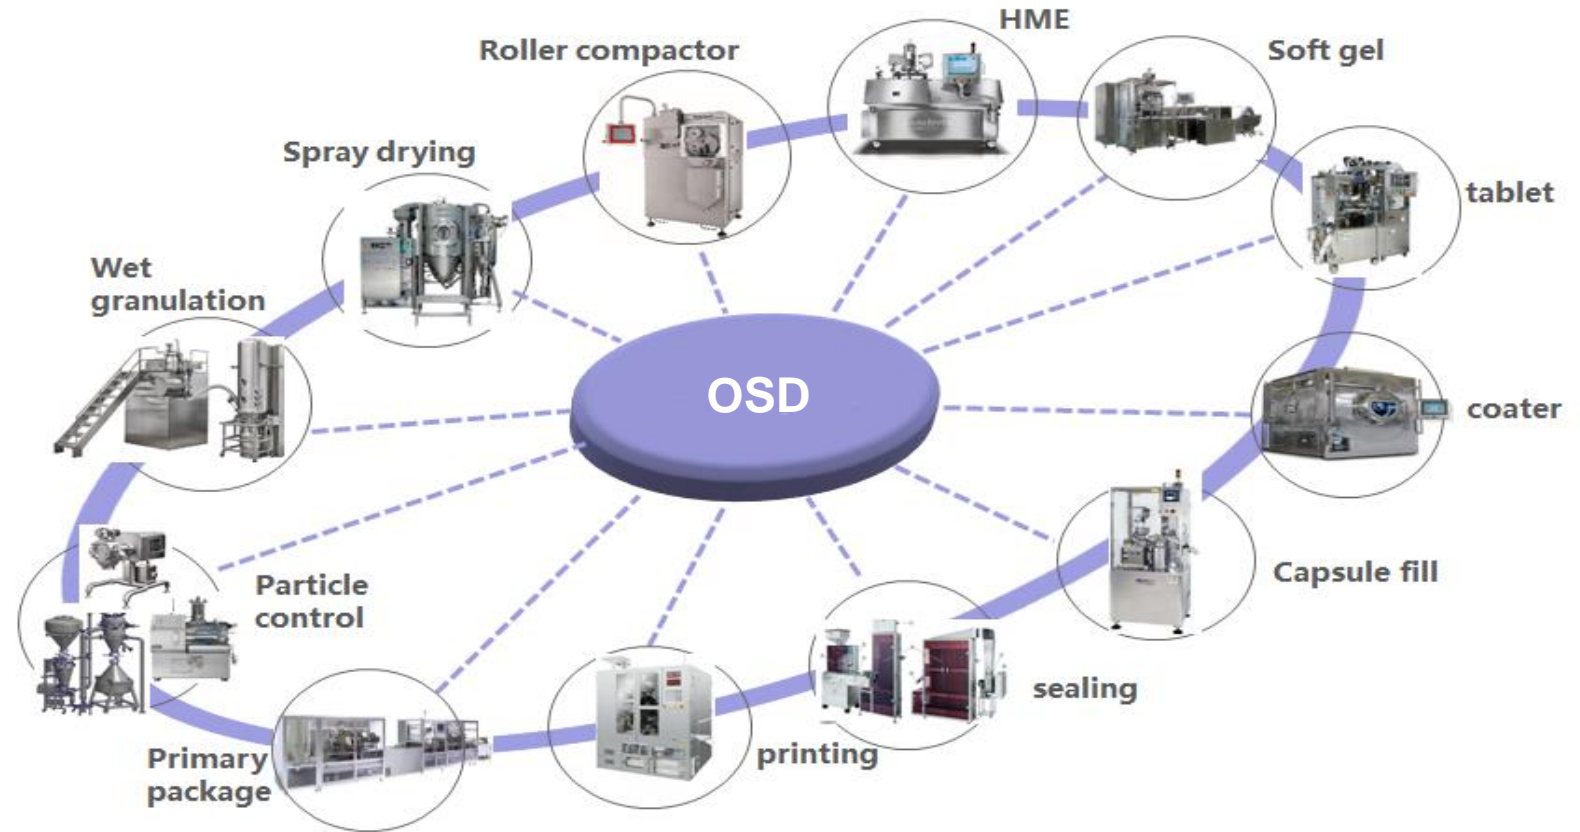 HME
Roller compactor
Soft gel
Spray drying
tablet
Wet
granulation
OSD
coater
Capsule fill
Particle
control
sealing
printing
Primary
package